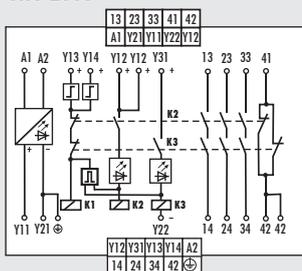 13 23 33 41 42
A1 Y21 Y11 Y22 Y12
A1 A2 Y13 + Y14 + Y12 + Y12 + Y31 + 13 23 33 41
K2
K3
+ -
K1 K2 K3
Y11 Y21 Y22 - 14 24 34 42 42
Y12 Y31 Y13 Y14 A2
14 24 34 42